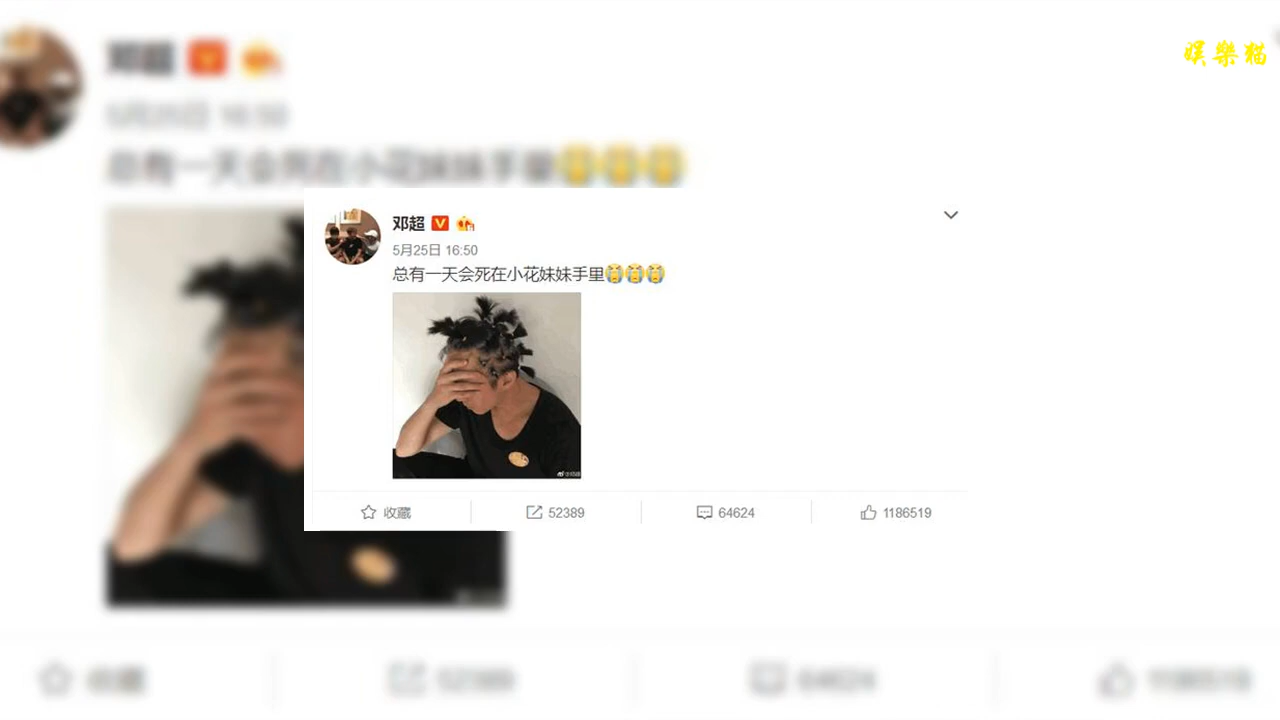 娱樂猫
邓超
5月25日 16:50
总有一天会死在小花妹妹手里😭😭😭
收藏
52389
64624
1186519